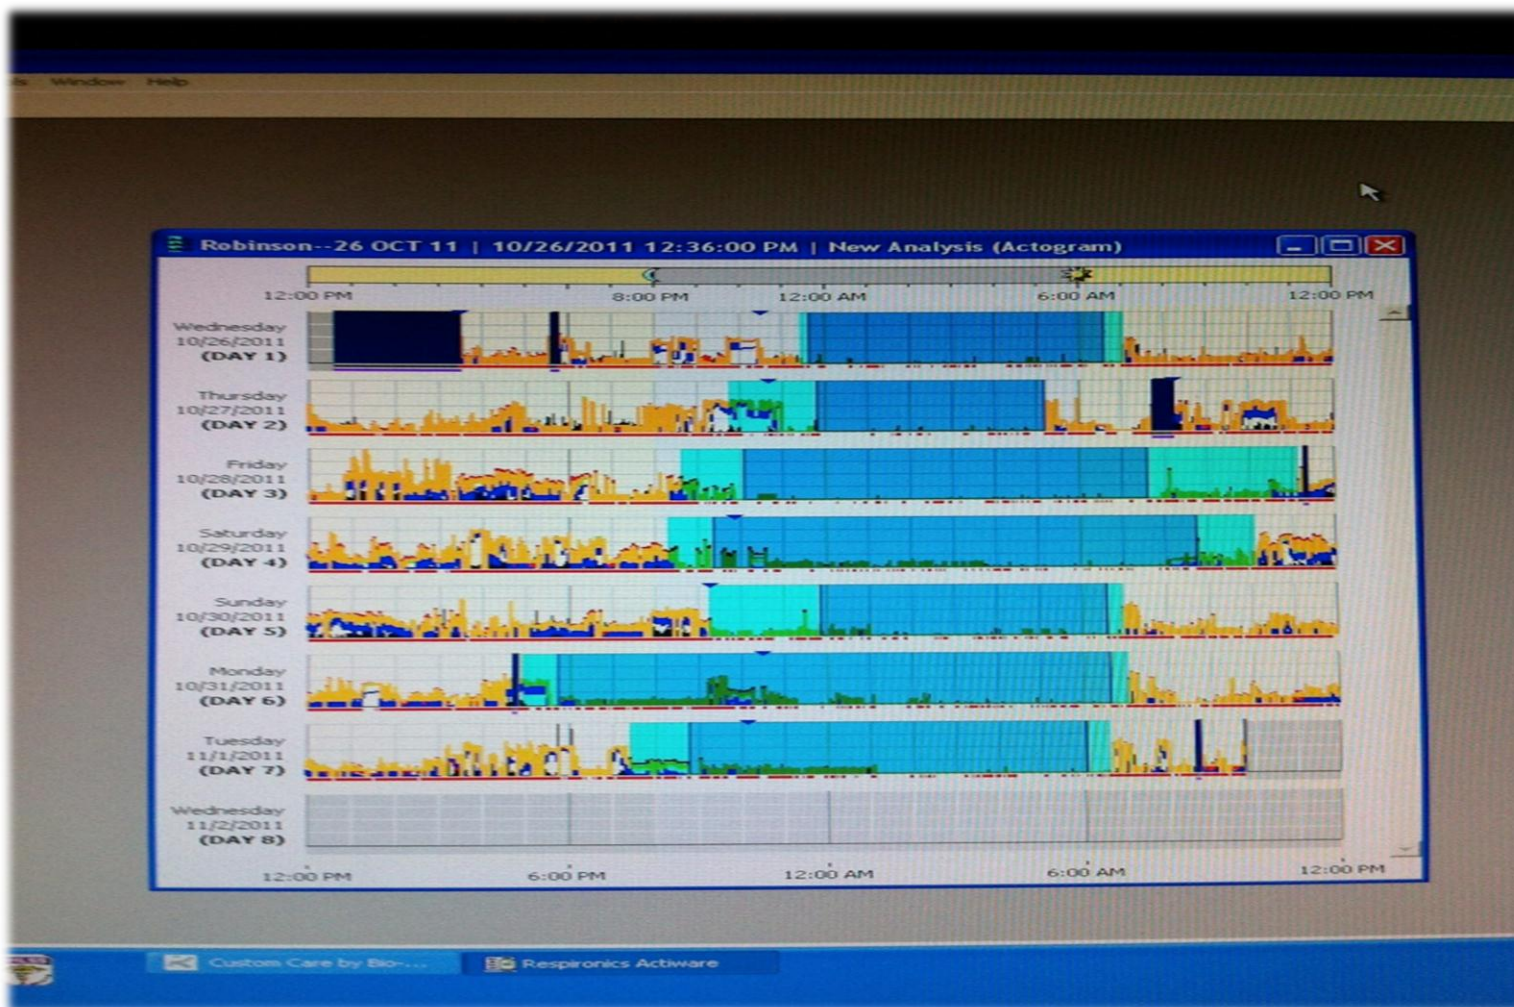 Window Help
Robinson--26 OCT 11 | 10/26/2011 12:36:00 PM | New Analysis (Actogram)
12:00 PM 8:00 PM 12:00 AM 6:00 AM 12:00 PM
Wednesday
10/26/2011
(DAY 1)
Thursday
10/27/2011
(DAY 2)
Friday
10/28/2011
(DAY 3)
Saturday
10/29/2011
(DAY 4)
Sunday
10/30/2011
(DAY 5)
Monday
10/31/2011
(DAY 6)
Tuesday
11/1/2011
(DAY 7)
Wednesday
11/2/2011
(DAY 8)
12:00 PM 6:00 PM 12:00 AM 6:00 AM 12:00 PM
Custom Care by Bio-... Respironics Actiware